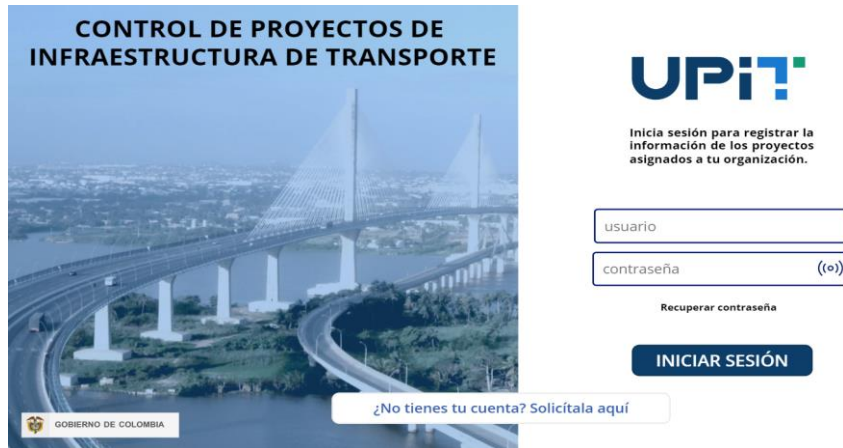 CONTROL DE PROYECTOS DE
INFRAESTRUCTURA DE TRANSPORTE
UPiT
Inicia sesión para registrar la
información de los proyectos
asignados a tu organización.
usuario
contraseña
Recuperar contraseña
INICIAR SESIÓN
¿No tienes tu cuenta? Solicítala aquí
GOBIERNO DE COLOMBIA